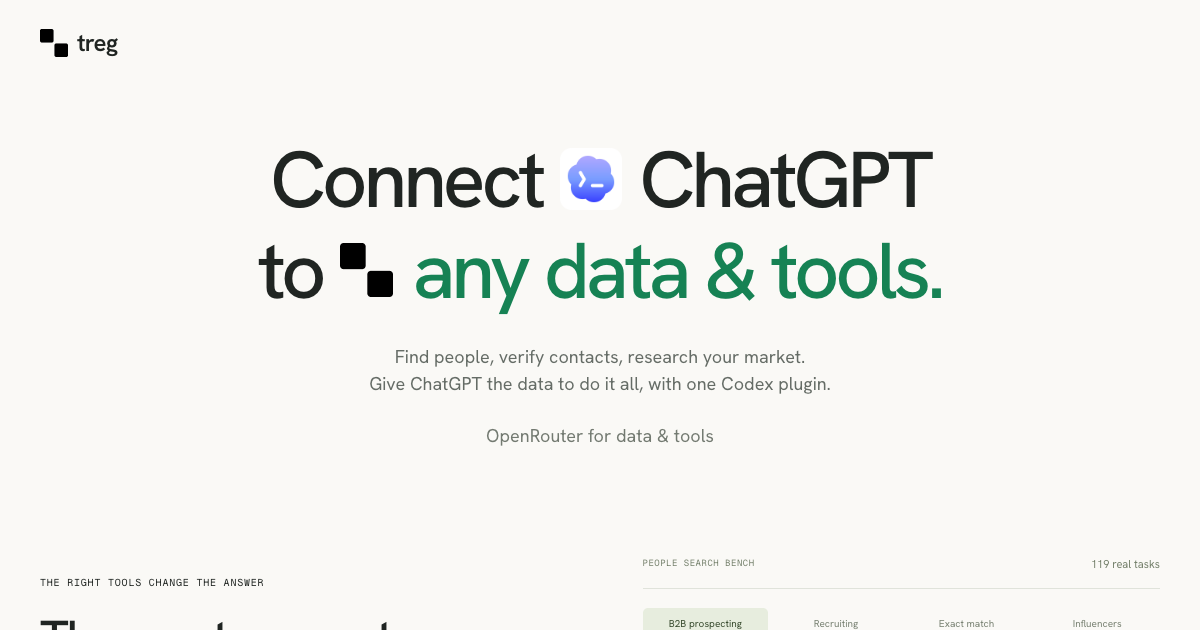 treg
Connect ChatGPT
to any data & tools.
Find people, verify contacts, research your market.
Give ChatGPT the data to do it all, with one Codex plugin.
OpenRouter for data & tools
PEOPLE SEARCH BENCH
119 real tasks
THE RIGHT TOOLS CHANGE THE ANSWER
B2B prospecting Recruiting Exact match Influencers